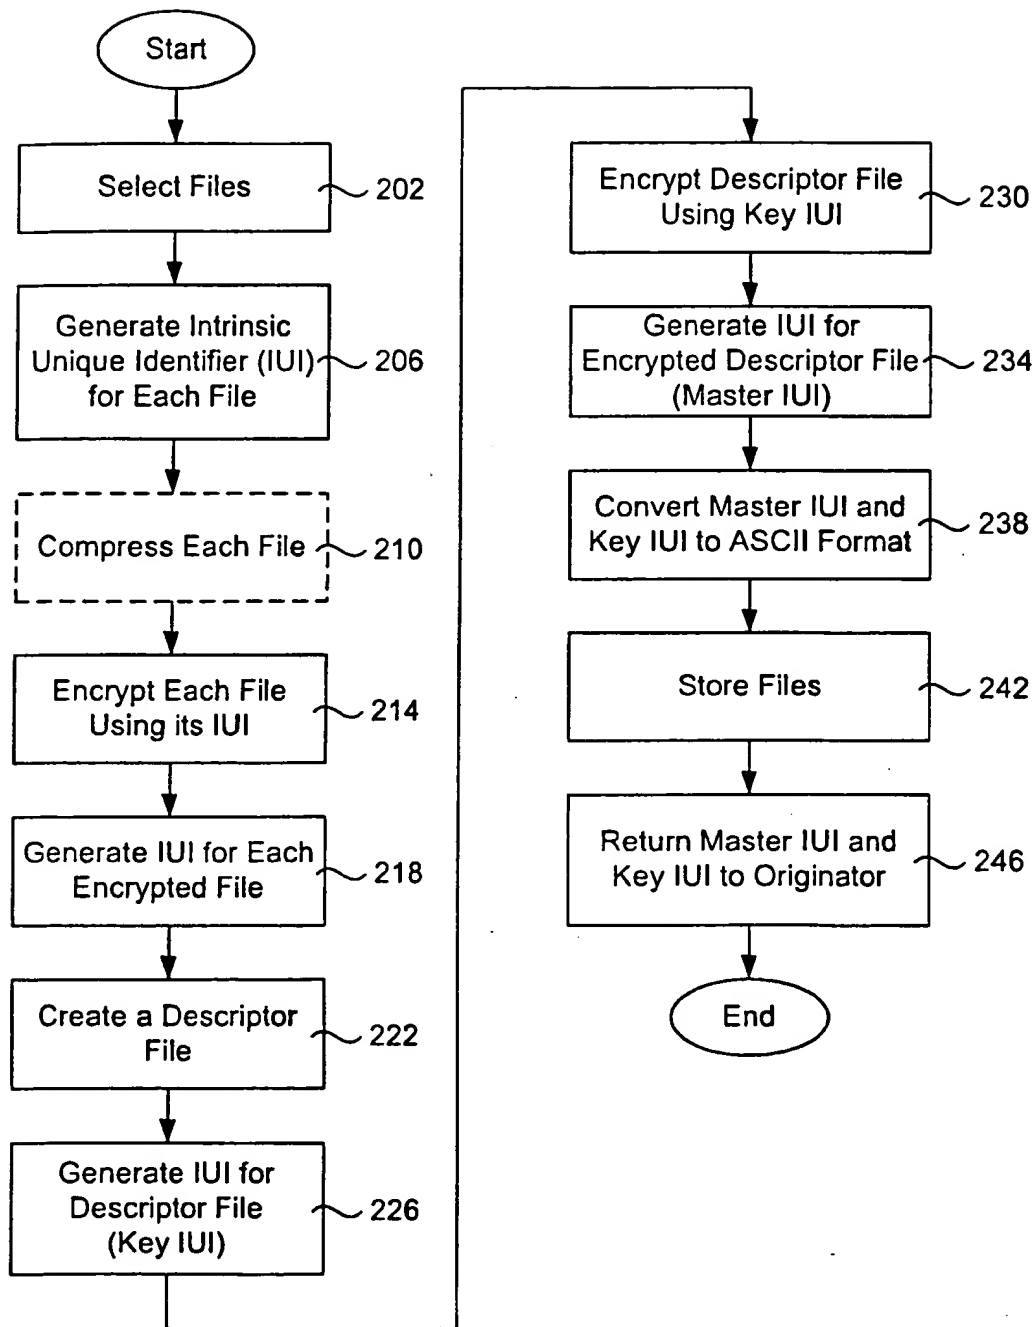 Start
Select Files
202
Generate Intrinsic
Unique Identifier (IUI)
for Each File
206
Compress Each File
210
Encrypt Each File
Using its IUI
214
Generate IUI for Each
Encrypted File
218
Create a Descriptor
File
222
Generate IUI for
Descriptor File
(Key IUI)
226
Encrypt Descriptor File
Using Key IUI
230
Generate IUI for
Encrypted Descriptor File
(Master IUI)
234
Convert Master IUI and
Key IUI to ASCII Format
238
Store Files
242
Return Master IUI and
Key IUI to Originator
246
End